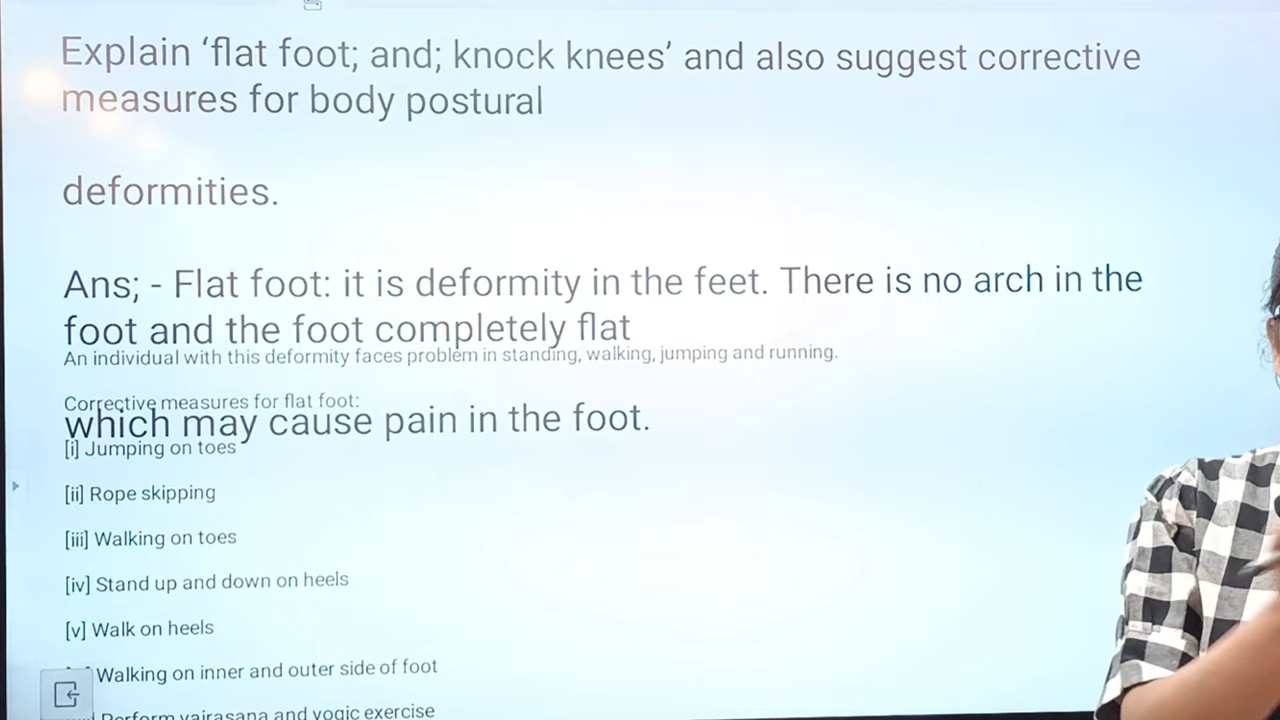 Explain ‘flat foot; and; knock knees’ and also suggest corrective
measures for body postural
deformities.
Ans; - Flat foot: it is deformity in the feet. There is no arch in the
foot and the foot completely flat
An individual with this deformity faces problem in standing, walking, jumping and running.
Corrective measures for flat foot:
which may cause pain in the foot.
[i] Jumping on toes
[ii] Rope skipping
[iii] Walking on toes
[iv] Stand up and down on heels
[v] Walk on heels
Walking on inner and outer side of foot
Perform vajrasana and yogic exercise